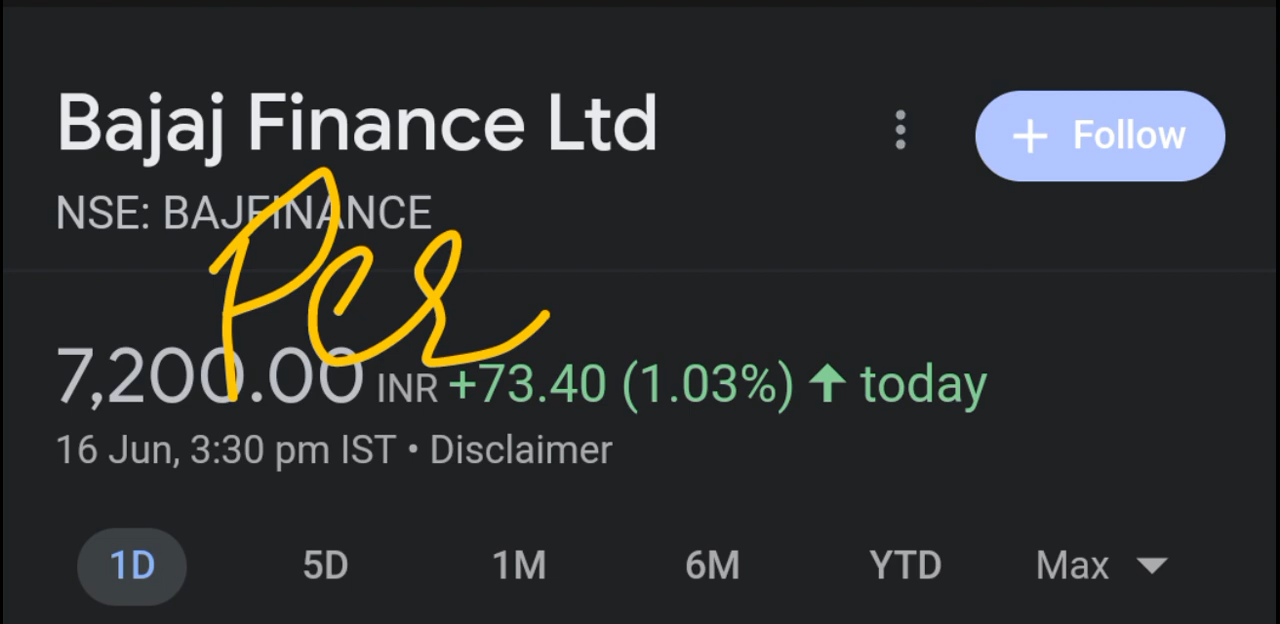 Bajaj Finance Ltd
+ Follow
NSE: BAJFINANCE
7,200.00 INR +73.40 (1.03%) ↑ today
16 Jun, 3:30 pm IST • Disclaimer
1D 5D 1M 6M YTD Max